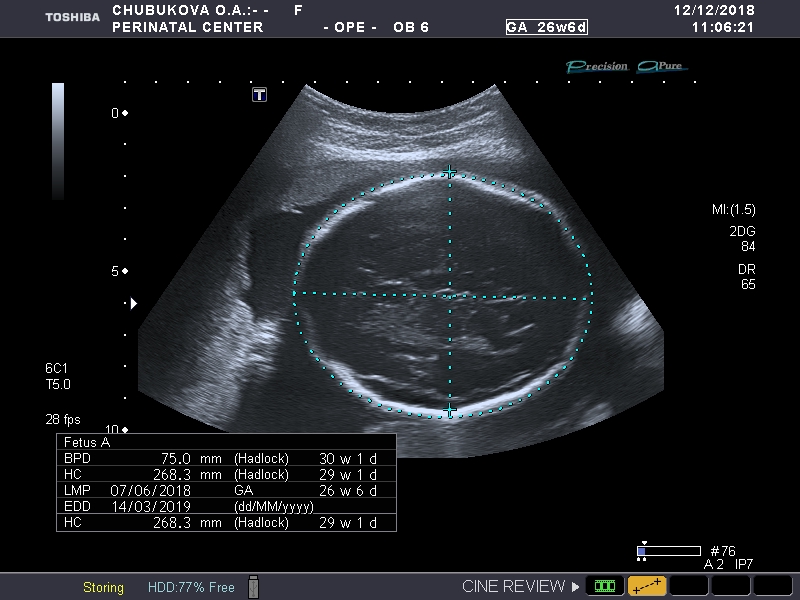 TOSHIBA
CHUBUKOVA O.A.:- - F
12/12/2018
PERINATAL CENTER - OPE - OB 6
GA 26w6d
11:06:21
Precision APure
T
0
5
10
MI:(1.5)
2DG
84
DR
65
6C1
T5.0
28 fps
Fetus A
BPD 75.0 mm (Hadlock) 30 w 1 d
HC 268.3 mm (Hadlock) 29 w 1 d
LMP 07/06/2018 GA 26 w 6 d
EDD 14/03/2019 (dd/MM/yyyy)
HC 268.3 mm (Hadlock) 29 w 1 d
#76
A 2 IP7
Storing HDD:77% Free CINE REVIEW